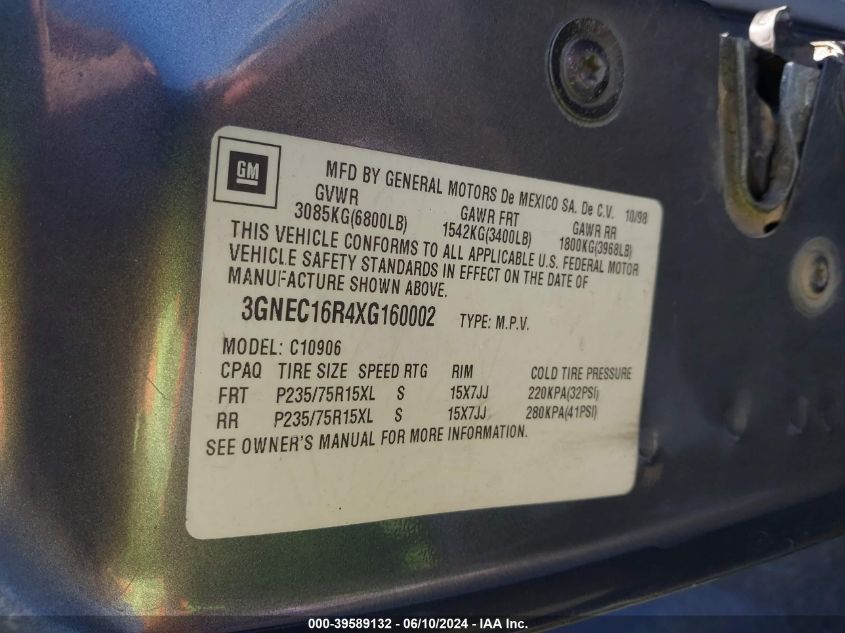 GM
MFD BY GENERAL MOTORS De MEXICO SA. De C.V. 10/98
GVWR GAWR FRT GAWR RR
3085KG(6800LB) 1542KG(3400LB) 1800KG(3968LB)
THIS VEHICLE CONFORMS TO ALL APPLICABLE U.S. FEDERAL MOTOR
VEHICLE SAFETY STANDARDS IN EFFECT ON THE DATE OF
MANUFACTURE SHOWN ABOVE.
3GNEC16R4XG160002 TYPE: M.P.V.
MODEL: C10906
CPAQ TIRE SIZE SPEED RTG RIM COLD TIRE PRESSURE
FRT P235/75R15XL S 15X7JJ 220KPA(32PSI)
RR P235/75R15XL S 15X7JJ 280KPA(41PSI)
SEE OWNER'S MANUAL FOR MORE INFORMATION.
000-39589132 - 06/10/2024 - IAA Inc.